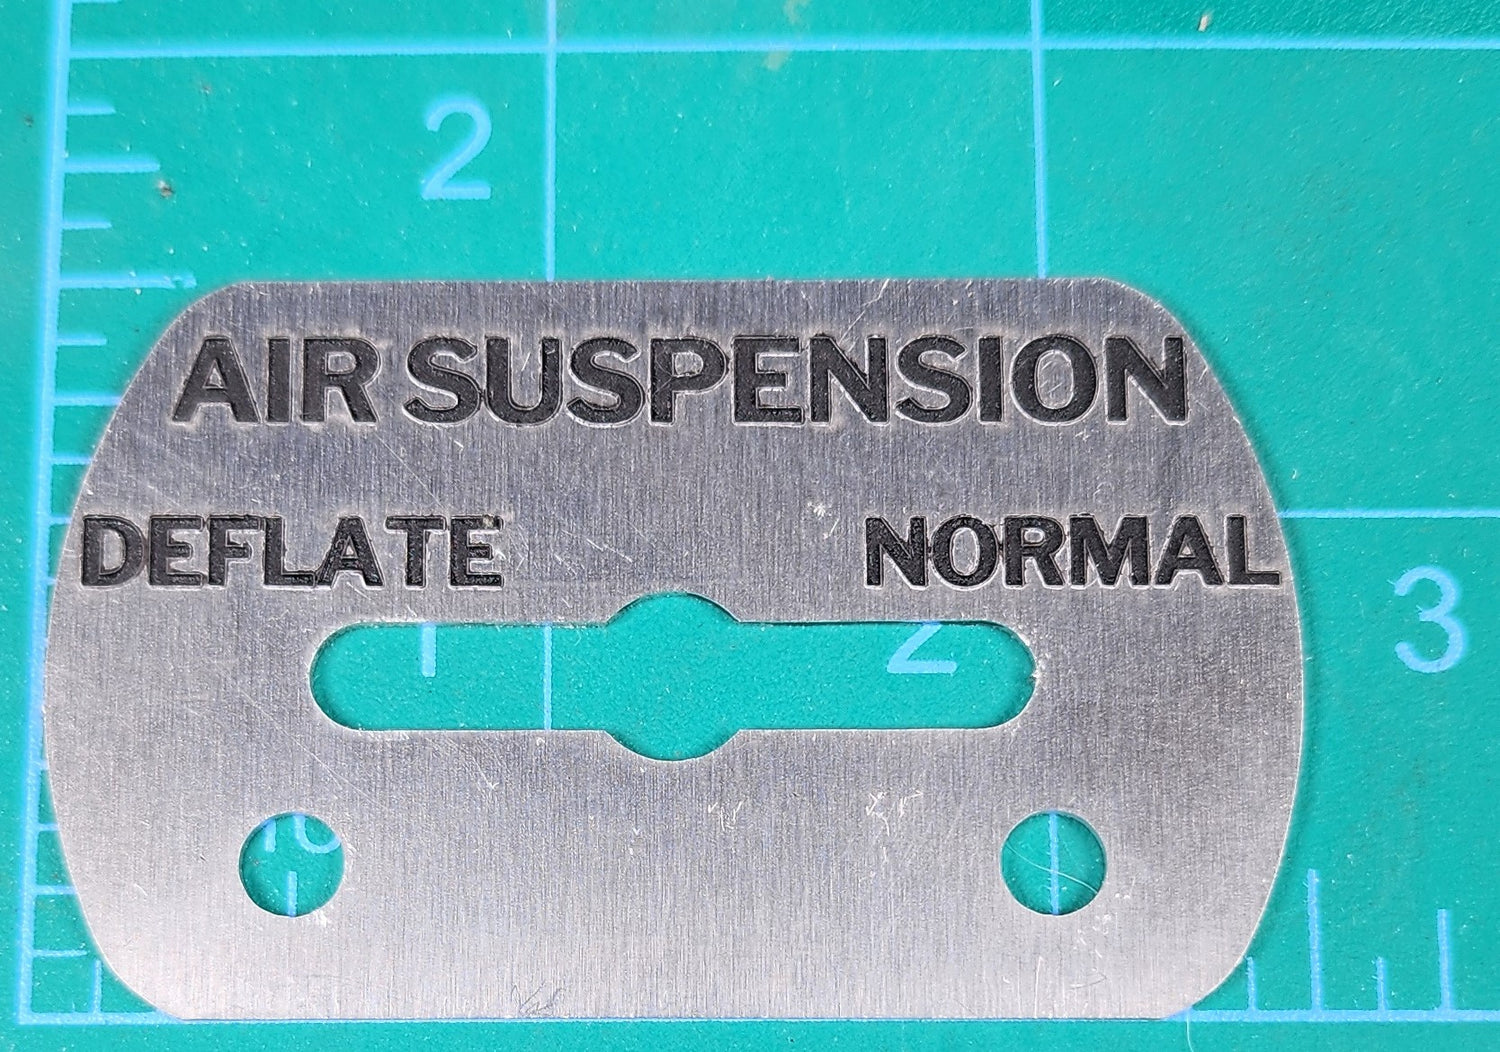 2
AIR SUSPENSION
DEFLATE NORMAL
1 2
3